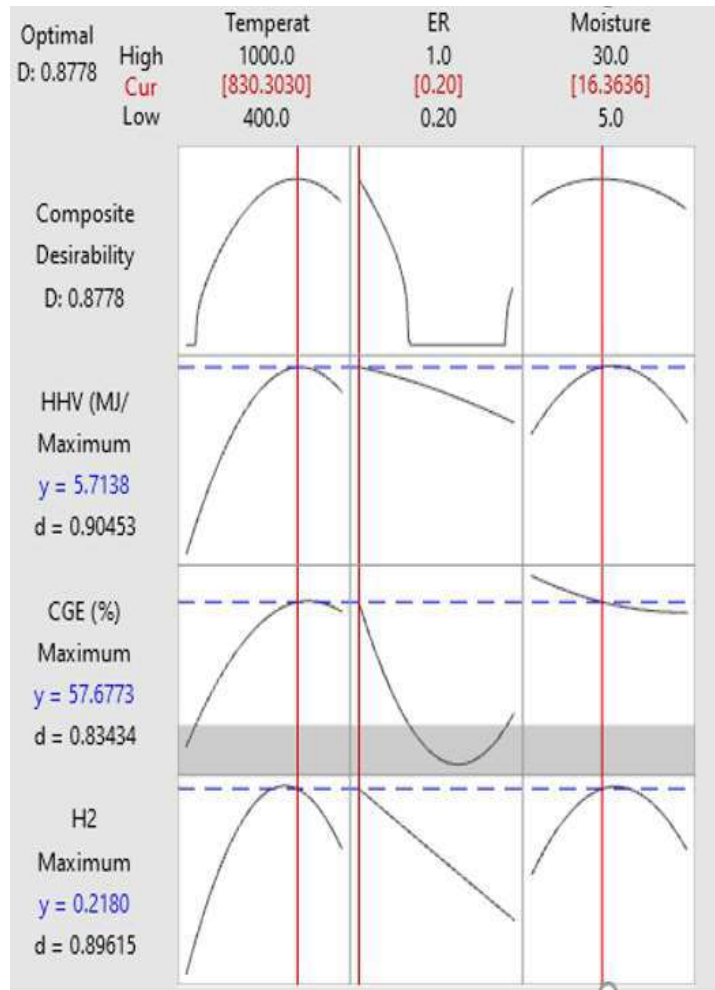 Optimal
D: 0.8778
High
Cur
Low
Temperat
1000.0
[830.3030]
400.0
ER
1.0
[0.20]
0.20
Moisture
30.0
[16.3636]
5.0
Composite
Desirability
D: 0.8778
HHV (MJ/
Maximum
y = 5.7138
d = 0.90453
CGE (%)
Maximum
y = 57.6773
d = 0.83434
H2
Maximum
y = 0.2180
d = 0.89615